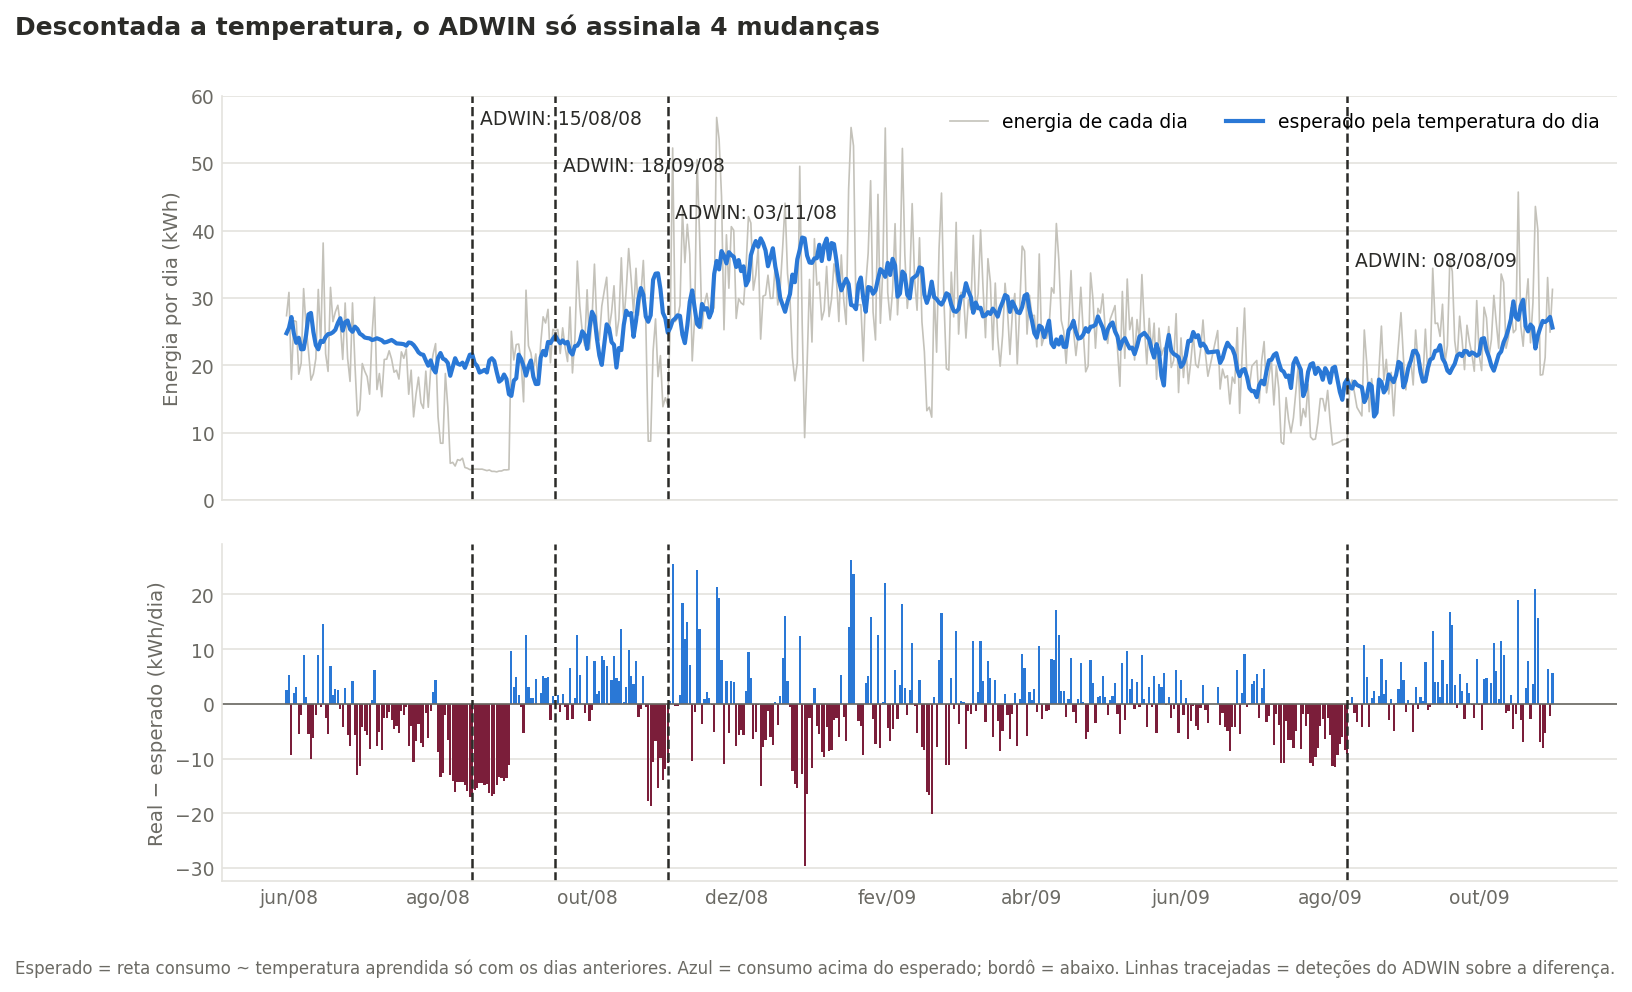 Descontada a temperatura, o ADWIN só assinala 4 mudanças
energia de cada dia
esperado pela temperatura do dia
ADWIN: 15/08/08
ADWIN: 18/09/08
ADWIN: 03/11/08
ADWIN: 08/08/09
Energia por dia (kWh)
60
50
40
30
20
10
0
Real − esperado (kWh/dia)
20
10
0
−10
−20
−30
jun/08
ago/08
out/08
dez/08
fev/09
abr/09
jun/09
ago/09
out/09
Esperado = reta consumo ~ temperatura aprendida só com os dias anteriores. Azul = consumo acima do esperado; bordô = abaixo. Linhas tracejadas = deteções do ADWIN sobre a diferença.